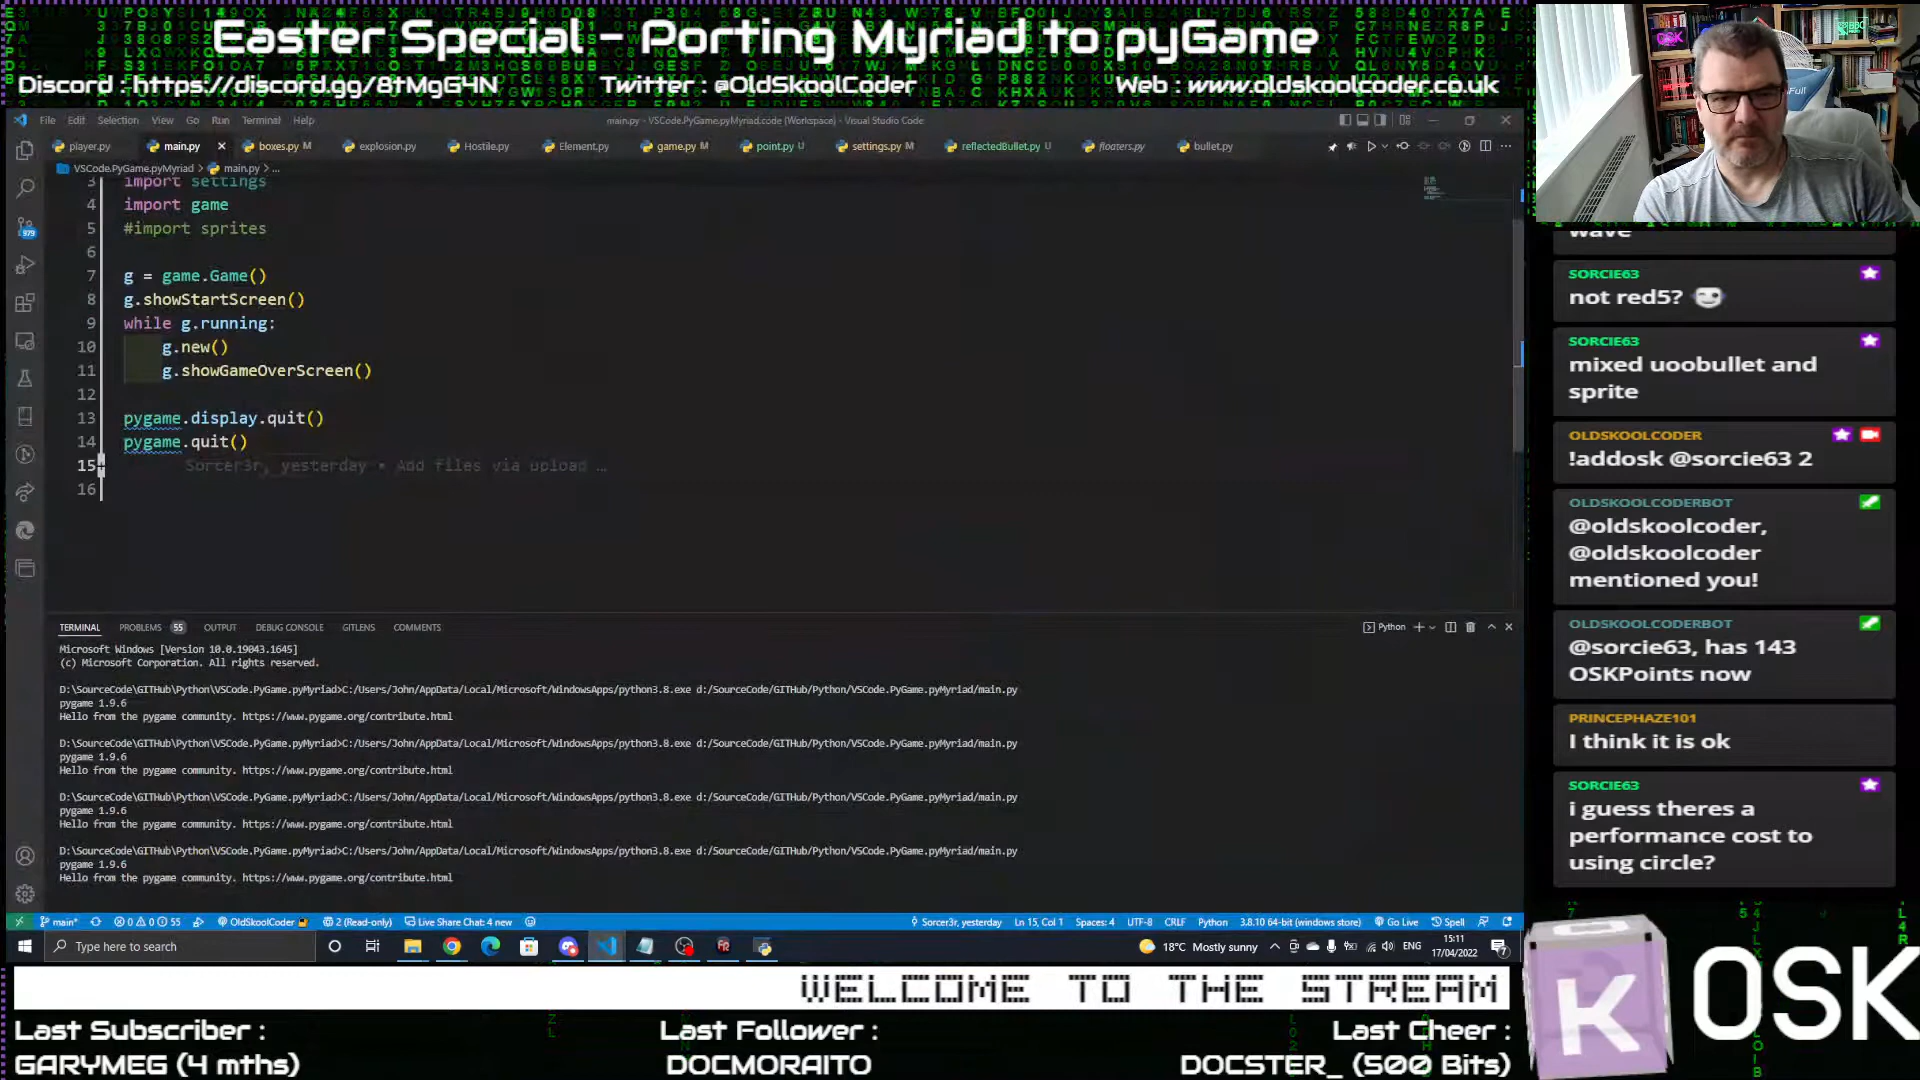 Easter Special - Porting Myriad to pyGame
Discord : https://discord.gg/8tMgG4N
Twitter : @OldSkoolCoder
Web : www.oldskoolcoder.co.uk
File Edit Selection View Go Run Terminal Help
main.py - VSCode.PyGame.pyMyriad.code (Workspace) - Visual Studio Code
player.py
main.py
boxes.py M
explosion.py
Hostile.py
Element.py
game.py M
point.py U
settings.py M
reflectedBullet.py U
floaters.py
bullet.py
VSCode.PyGame.pyMyriad > main.py > ...
3 import settings
4 import game
5 #import sprites
6
7 g = game.Game()
8 g.showStartScreen()
9 while g.running:
10 g.new()
11 g.showGameOverScreen()
12
13 pygame.display.quit()
14 pygame.quit()
15 Sorcer3r, yesterday • Add files via upload …
16
979
TERMINAL PROBLEMS 55 OUTPUT DEBUG CONSOLE GITLENS COMMENTS
Python
Microsoft Windows [Version 10.0.19043.1645]
(c) Microsoft Corporation. All rights reserved.
D:\SourceCode\GITHub\Python\VSCode.PyGame.pyMyriad>C:/Users/John/AppData/Local/Microsoft/WindowsApps/python3.8.exe d:/SourceCode/GITHub/Python/VSCode.PyGame.pyMyriad/main.py
pygame 1.9.6
Hello from the pygame community. https://www.pygame.org/contribute.html
D:\SourceCode\GITHub\Python\VSCode.PyGame.pyMyriad>C:/Users/John/AppData/Local/Microsoft/WindowsApps/python3.8.exe d:/SourceCode/GITHub/Python/VSCode.PyGame.pyMyriad/main.py
pygame 1.9.6
Hello from the pygame community. https://www.pygame.org/contribute.html
D:\SourceCode\GITHub\Python\VSCode.PyGame.pyMyriad>C:/Users/John/AppData/Local/Microsoft/WindowsApps/python3.8.exe d:/SourceCode/GITHub/Python/VSCode.PyGame.pyMyriad/main.py
pygame 1.9.6
Hello from the pygame community. https://www.pygame.org/contribute.html
D:\SourceCode\GITHub\Python\VSCode.PyGame.pyMyriad>C:/Users/John/AppData/Local/Microsoft/WindowsApps/python3.8.exe d:/SourceCode/GITHub/Python/VSCode.PyGame.pyMyriad/main.py
pygame 1.9.6
Hello from the pygame community. https://www.pygame.org/contribute.html
main* 0 0 55 OldSkoolCoder 2 (Read-only) Live Share Chat: 4 new
Sorcer3r, yesterday Ln 15, Col 1 Spaces: 4 UTF-8 CRLF Python 3.8.10 64-bit (windows store) Go Live Spell
Type here to search
18°C Mostly sunny ENG
15:11
17/04/2022
7
wave
SORCIE63
not red5?
SORCIE63
mixed uoobullet and
sprite
OLDSKOOLCODER
!addosk @sorcie63 2
OLDSKOOLCODERBOT
@oldskoolcoder,
@oldskoolcoder
mentioned you!
OLDSKOOLCODERBOT
@sorcie63, has 143
OSKPoints now
PRINCEPHAZE101
I think it is ok
SORCIE63
i guess theres a
performance cost to
using circle?
WELCOME TO THE STREAM
Last Subscriber :
GARYMEG (4 mths)
Last Follower :
DOCMORAITO
Last Cheer :
DOCSTER_ (500 Bits)
K
OSK